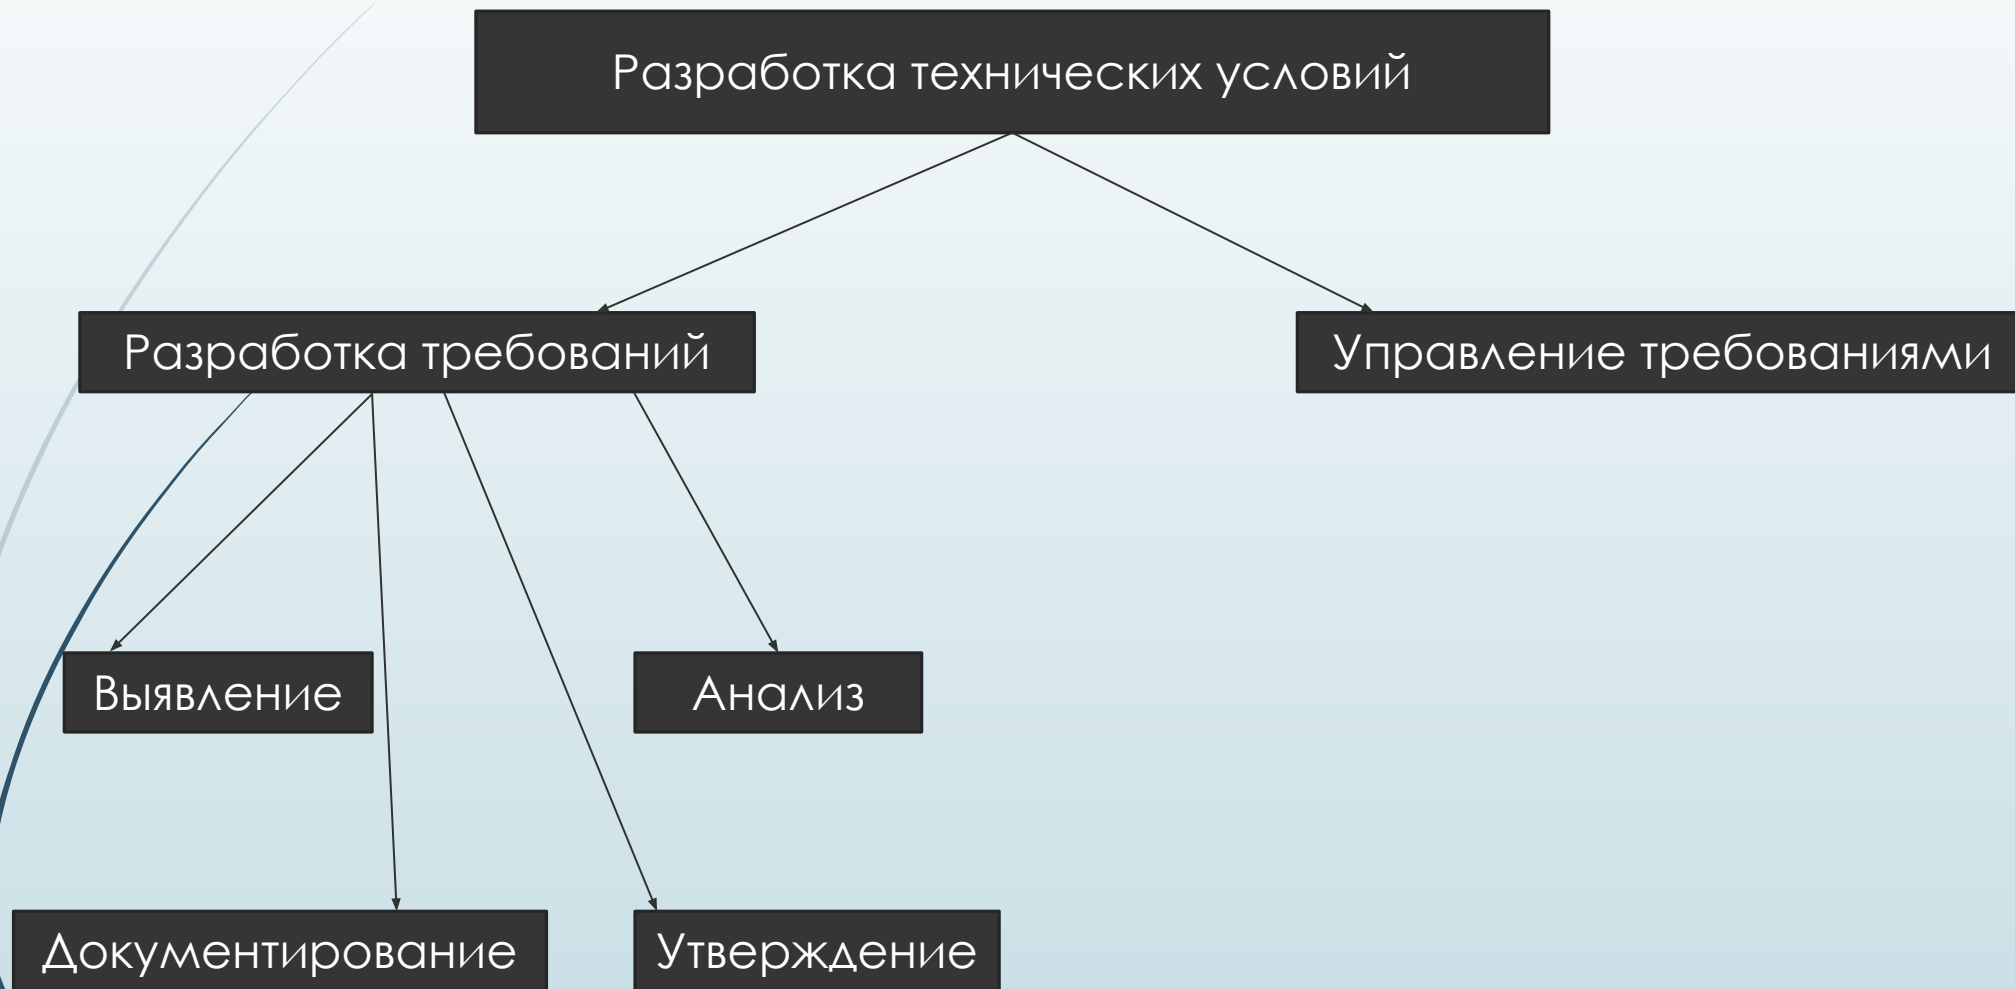 Разработка технических условий
Разработка требований
Управление требованиями
Выявление
Анализ
Документирование
Утверждение